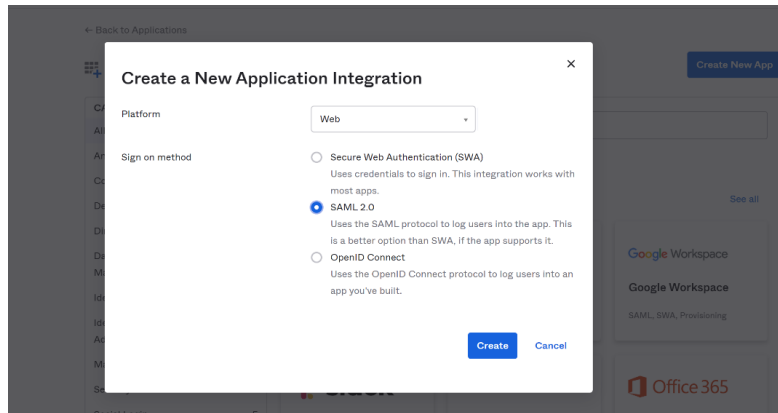 ← Back to Applications
Create New App
Create a New Application Integration
Platform
Web
Sign on method
Secure Web Authentication (SWA)
Uses credentials to sign in. This integration works with
most apps.
SAML 2.0
Uses the SAML protocol to log users into the app. This
is a better option than SWA, if the app supports it.
OpenID Connect
Uses the OpenID Connect protocol to log users into an
app you've built.
Create
Cancel
See all
Google Workspace
Google Workspace
SAML, SWA, Provisioning
Office 365